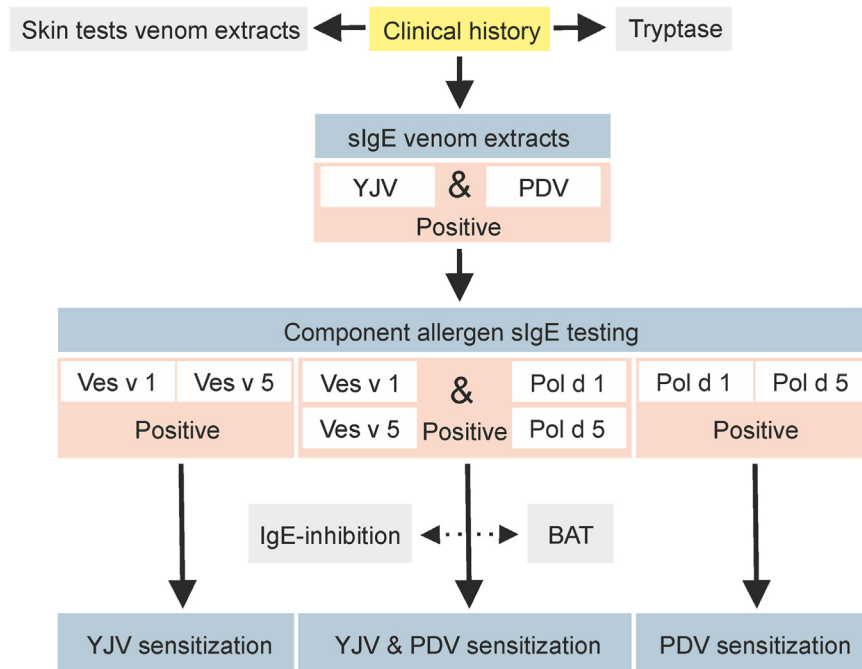 Skin tests venom extracts
Clinical history
Tryptase
sIgE venom extracts
YJV & PDV
Positive
Component allergen sIgE testing
Ves v 1 Ves v 5
Positive
Ves v 1 & Pol d 1
Ves v 5 Positive Pol d 5
Pol d 1 Pol d 5
Positive
IgE-inhibition
BAT
YJV sensitization
YJV & PDV sensitization
PDV sensitization